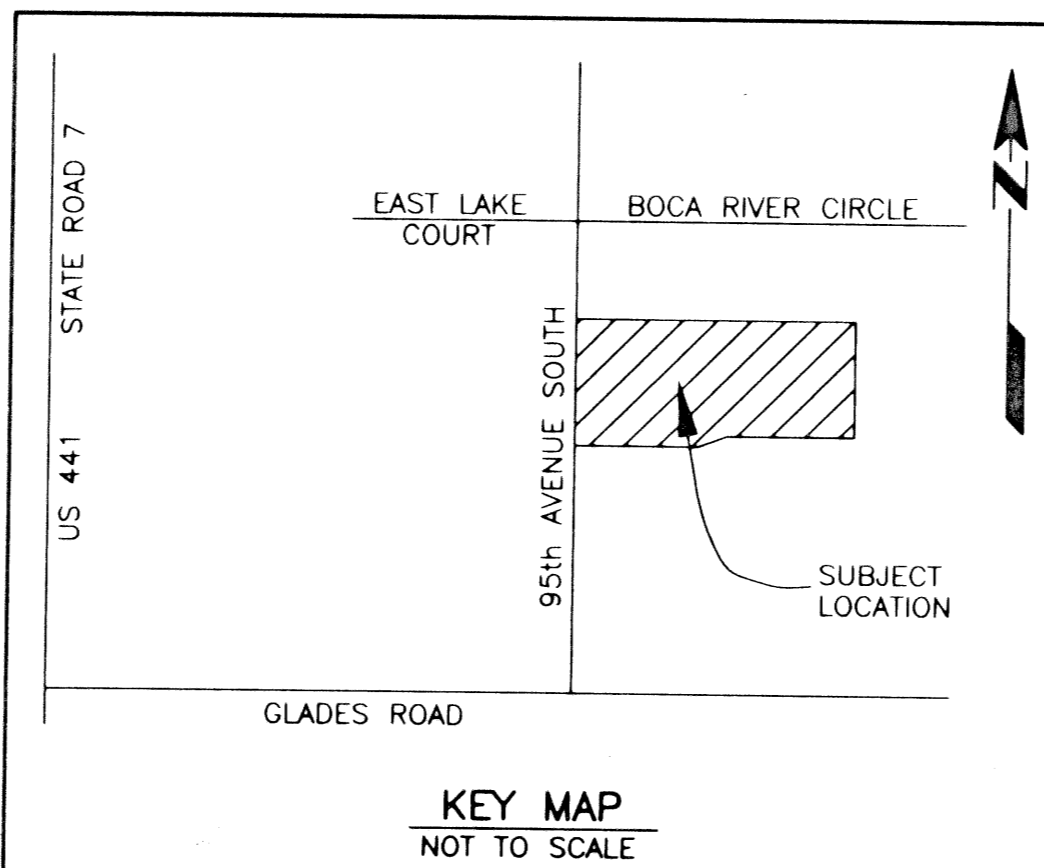 US 441 STATE ROAD 7
EAST LAKE
COURT
BOCA RIVER CIRCLE
N
95th AVENUE SOUTH
SUBJECT
LOCATION
GLADES ROAD
KEY MAP
NOT TO SCALE